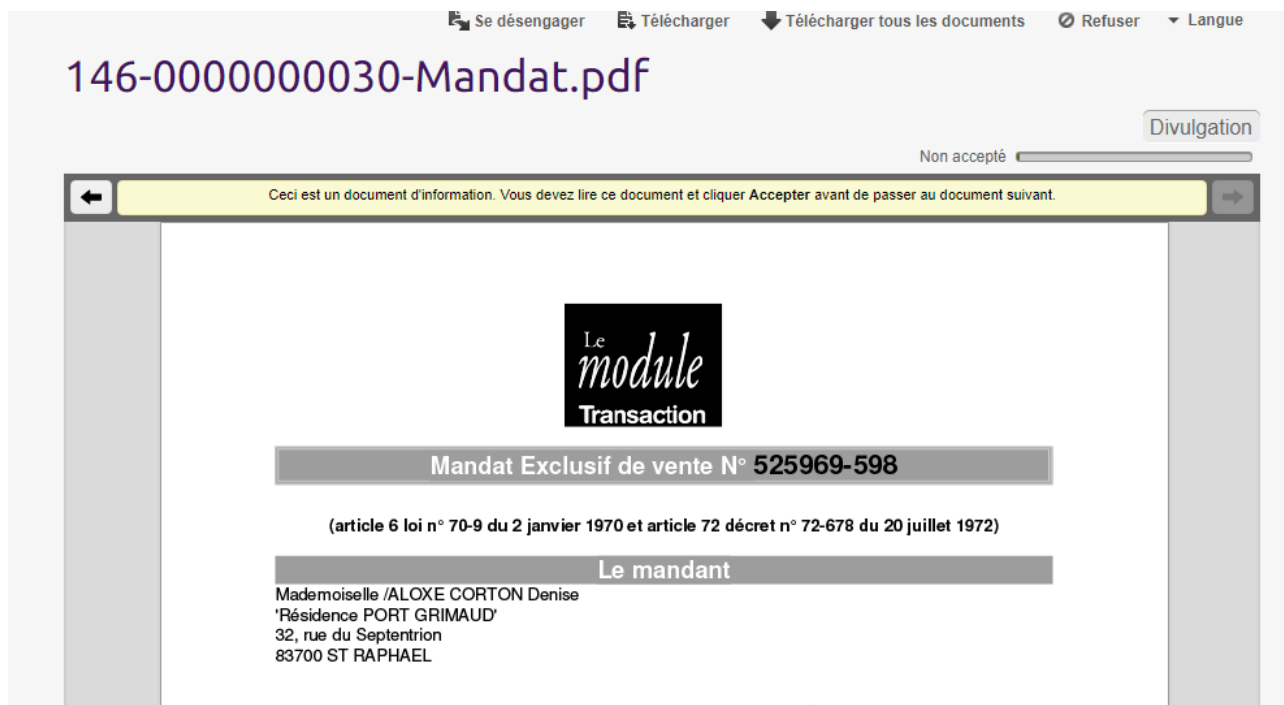 Se désengager Télécharger Télécharger tous les documents Refuser Langue
146-0000000030-Mandat.pdf
Divulgation
Non accepté
Ceci est un document d'information. Vous devez lire ce document et cliquer Accepter avant de passer au document suivant.
Le
module
Transaction
Mandat Exclusif de vente N° 525969-598
(article 6 loi n° 70-9 du 2 janvier 1970 et article 72 décret n° 72-678 du 20 juillet 1972)
Le mandant
Mademoiselle /ALOXE CORTON Denise
'Résidence PORT GRIMAUD'
32, rue du Septentrion
83700 ST RAPHAEL